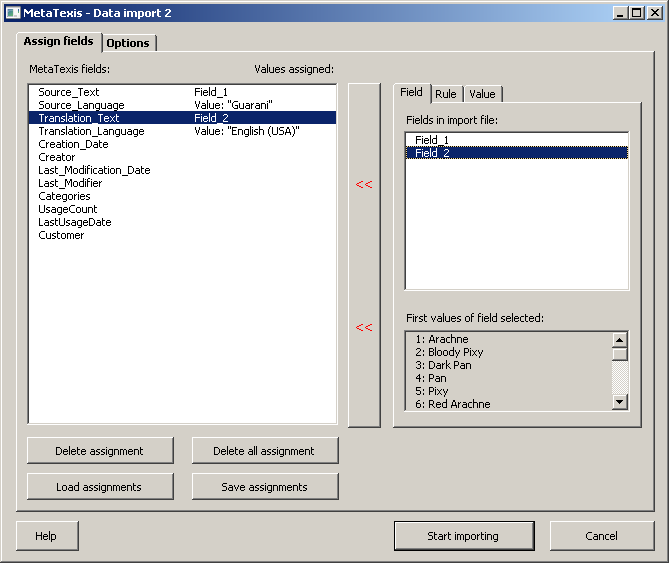 MetaTexis - Data import 2
Assign fields Options
MetaTexis fields: Values assigned:
Source_Text Field_1
Source_Language Value: "Guarani"
Translation_Text Field_2
Translation_Language Value: "English (USA)"
Creation_Date
Creator
Last_Modification_Date
Last_Modifier
Categories
UsageCount
LastUsageDate
Customer
<<
<<
Field Rule Value
Fields in import file:
Field_1
Field_2
First values of field selected:
1: Arachne
2: Bloody Pixy
3: Dark Pan
4: Pan
5: Pixy
6: Red Arachne
Delete assignment Delete all assignment
Load assignments Save assignments
Help Start importing Cancel